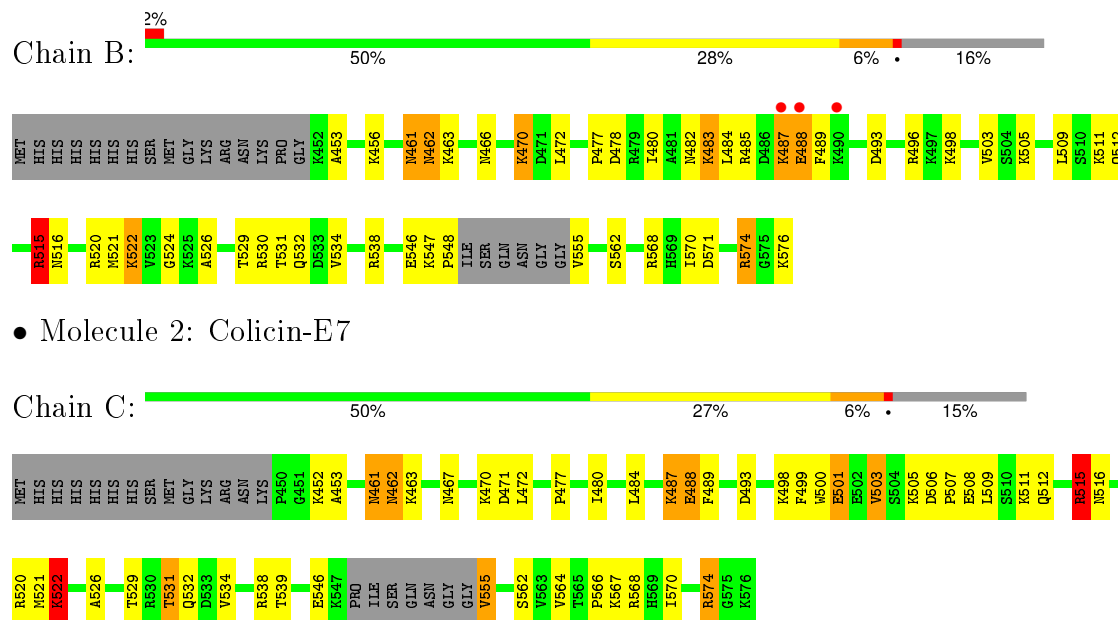 2%
Chain B:
50% 28% 6% • 16%
MET HIS HIS HIS HIS HIS HIS SER MET GLY LYS ARG ASN LYS PRO GLY K452 A453 K456 N461 N462 K463 N466 K470 D471 L472 P477 D478 R479 I480 A481 N482 K483 L484 R485 D486 K487 E488 F489 K490 D493 R496 K497 K498 V503 S504 K505 L509 S510 K511 Q512
R515 N516 R520 M521 K522 V523 G524 K525 A526 T529 R530 T531 Q532 D533 V534 R538 E546 K547 P548 ILE SER GLN ASN GLY GLY V555 S562 R568 H569 I570 D571 R574 G575 K576
• Molecule 2: Colicin-E7
Chain C:
50% 27% 6% • 15%
MET HIS HIS HIS HIS HIS HIS SER MET GLY LYS ARG ASN LYS P450 G451 K452 A453 N461 N462 K463 N467 K470 D471 L472 P477 I480 L484 K487 E488 F489 D493 K498 F499 W500 E501 E502 V503 S504 K505 D506 P507 E508 L509 S510 K511 Q512 R515 N516
R520 M521 K522 A526 T529 R530 T531 Q532 D533 V534 R538 T539 E546 K547 PRO ILE SER GLN ASN GLY GLY V555 S562 V563 V564 T565 P566 K567 R568 H569 I570 R574 G575 K576